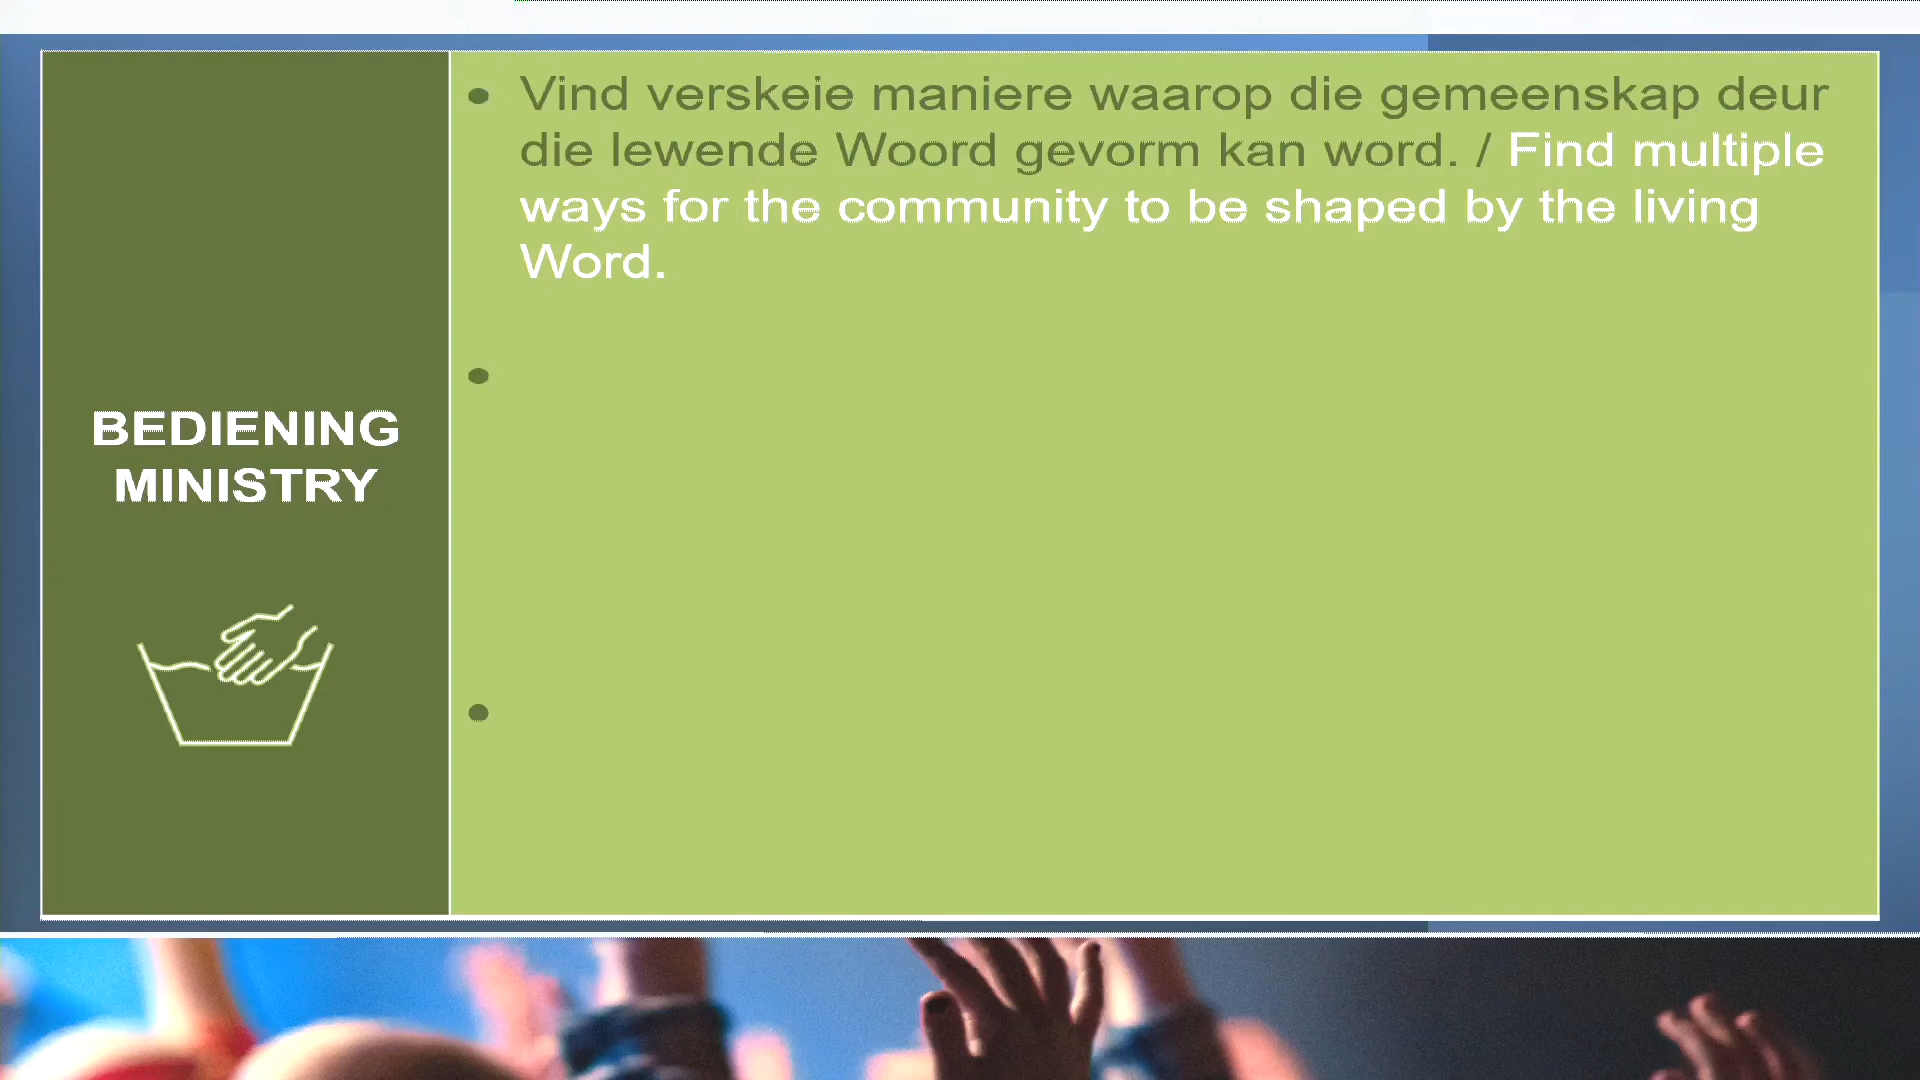 BEDIENING
MINISTRY
• Vind verskeie maniere waarop die gemeenskap deur
die lewende Woord gevorm kan word. / Find multiple
ways for the community to be shaped by the living
Word.
•
•